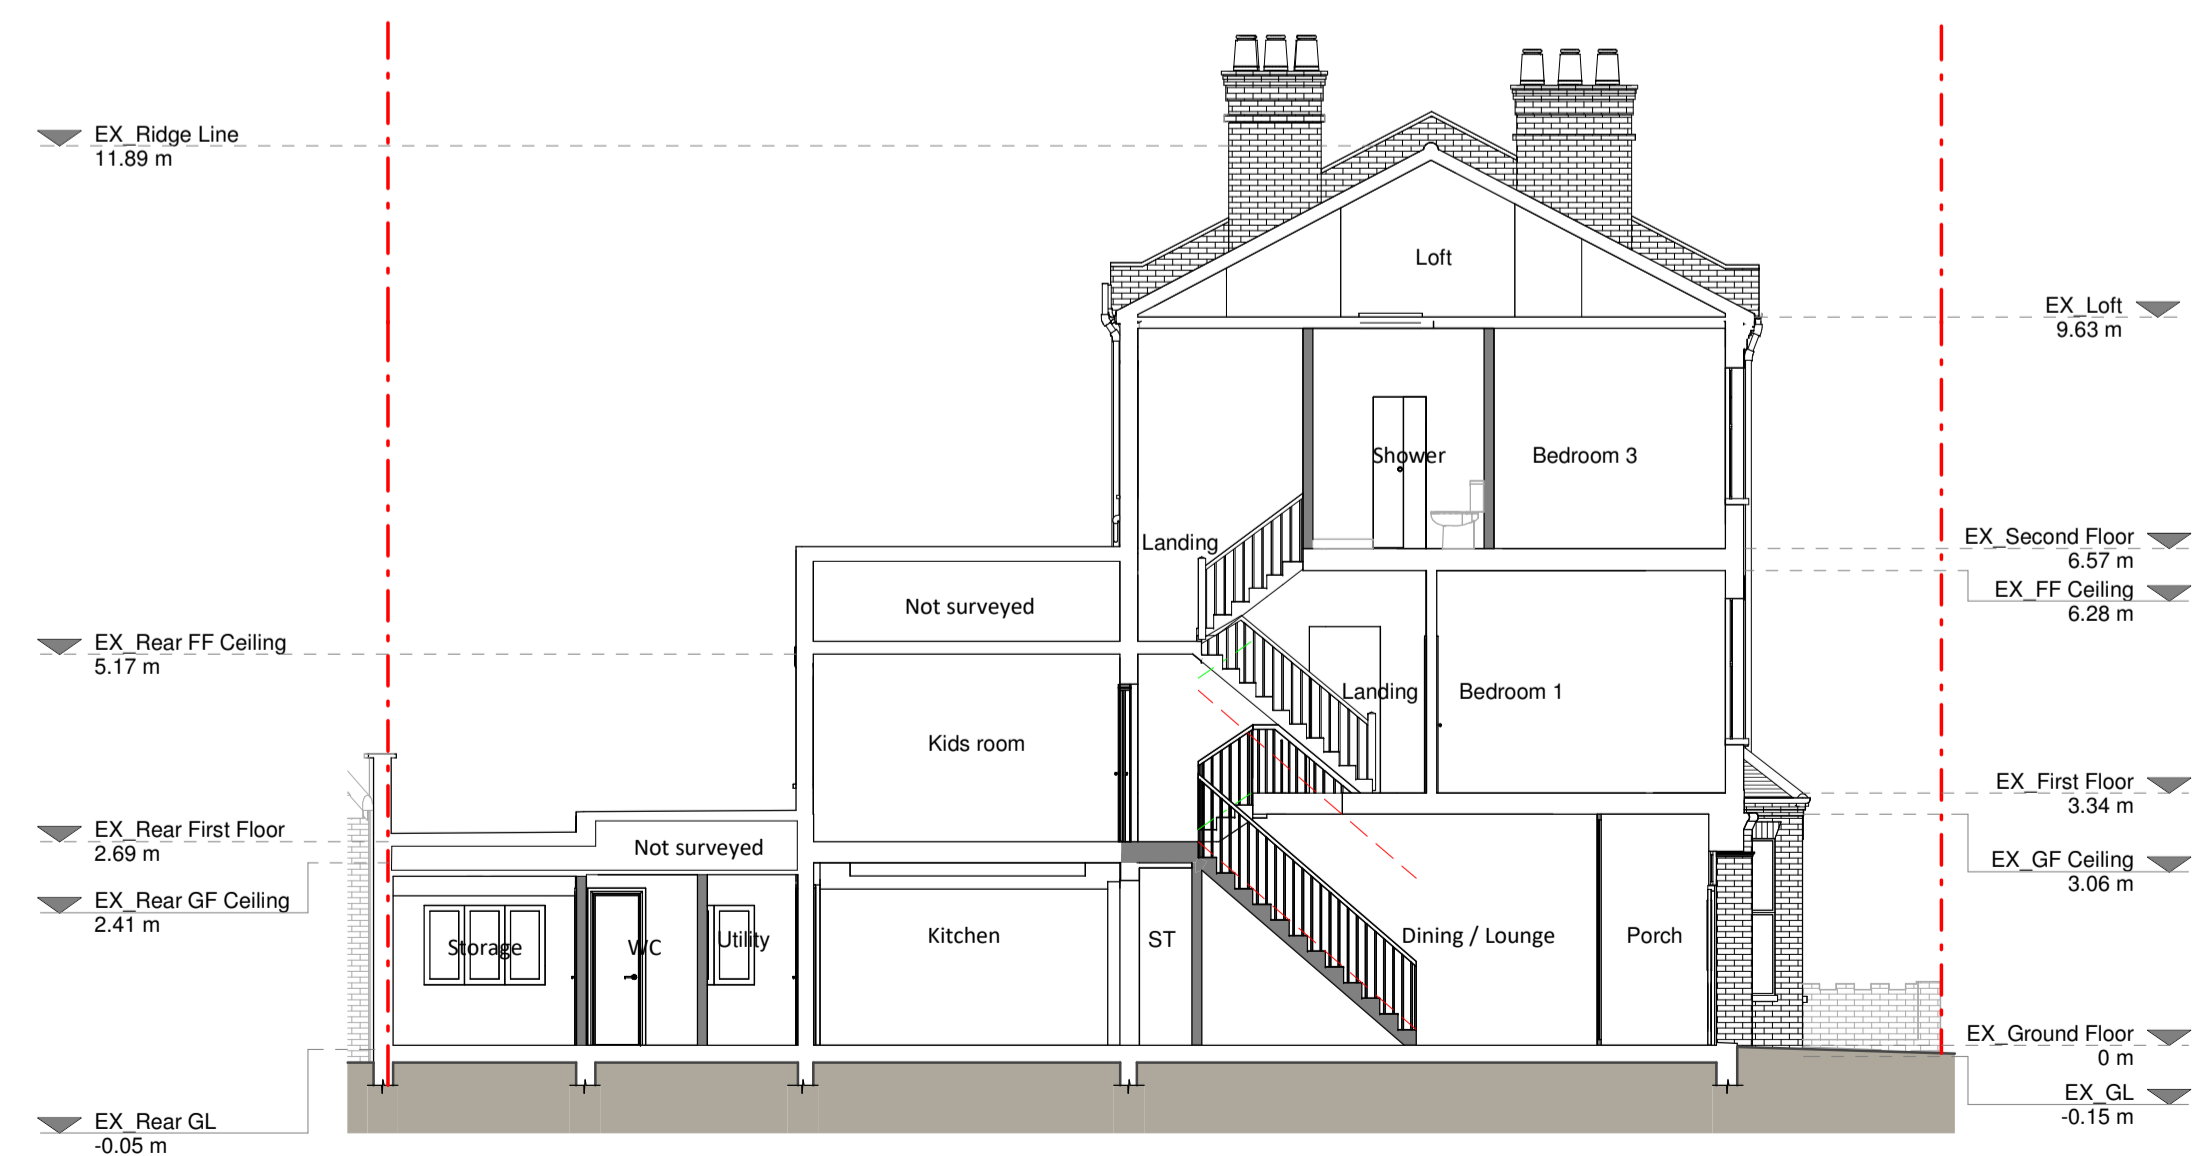 EX_Ridge Line
11.89 m
Loft
EX_Loft
9.63 m
Shower
Bedroom 3
Landing
EX_Second Floor
6.57 m
EX_FF Ceiling
6.28 m
Not surveyed
EX_Rear FF Ceiling
5.17 m
Landing
Bedroom 1
Kids room
EX_First Floor
3.34 m
EX_Rear First Floor
2.69 m
Not surveyed
EX_GF Ceiling
3.06 m
EX_Rear GF Ceiling
2.41 m
Storage
WC
Utility
Kitchen
ST
Dining / Lounge
Porch
EX_Ground Floor
0 m
EX_GL
-0.15 m
EX_Rear GL
-0.05 m